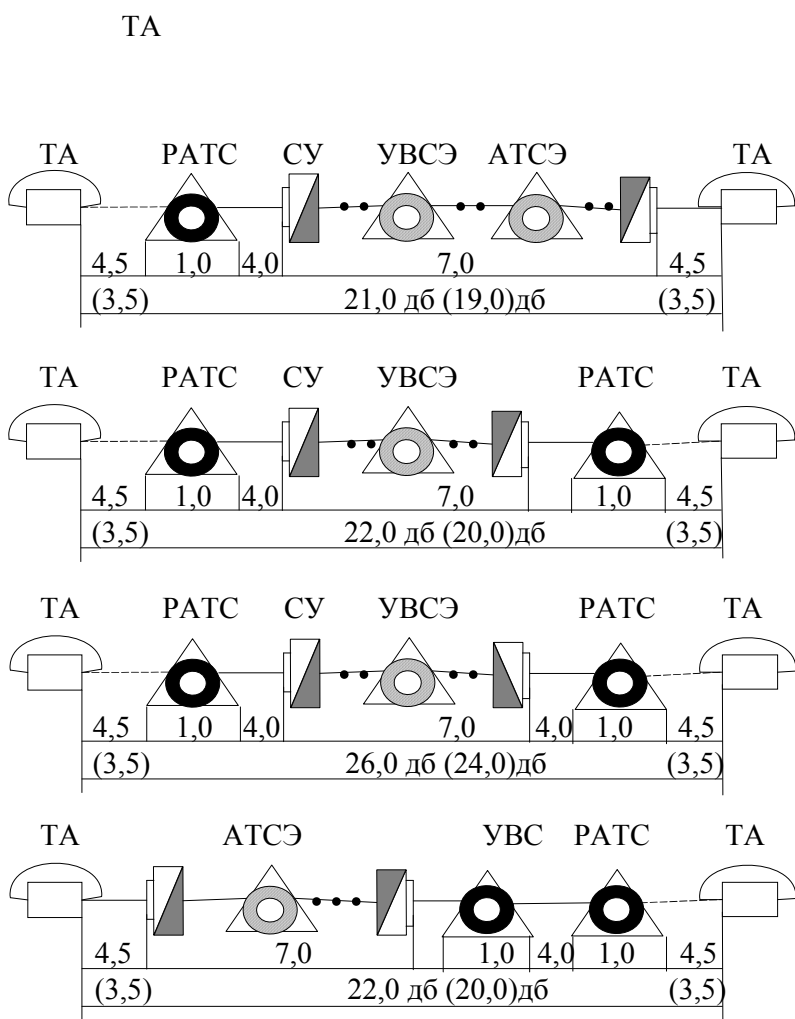 ТА
ТА РАТС СУ УВСЭ АТСЭ ТА
4,5 1,0 4,0 7,0 4,5
(3,5) 21,0 дб (19,0)дб (3,5)
ТА РАТС СУ УВСЭ РАТС ТА
4,5 1,0 4,0 7,0 1,0 4,5
(3,5) 22,0 дб (20,0)дб (3,5)
ТА РАТС СУ УВСЭ РАТС ТА
4,5 1,0 4,0 7,0 4,0 1,0 4,5
(3,5) 26,0 дб (24,0)дб (3,5)
ТА АТСЭ УВС РАТС ТА
4,5 7,0 1,0 4,0 1,0 4,5
(3,5) 22,0 дб (20,0)дб (3,5)